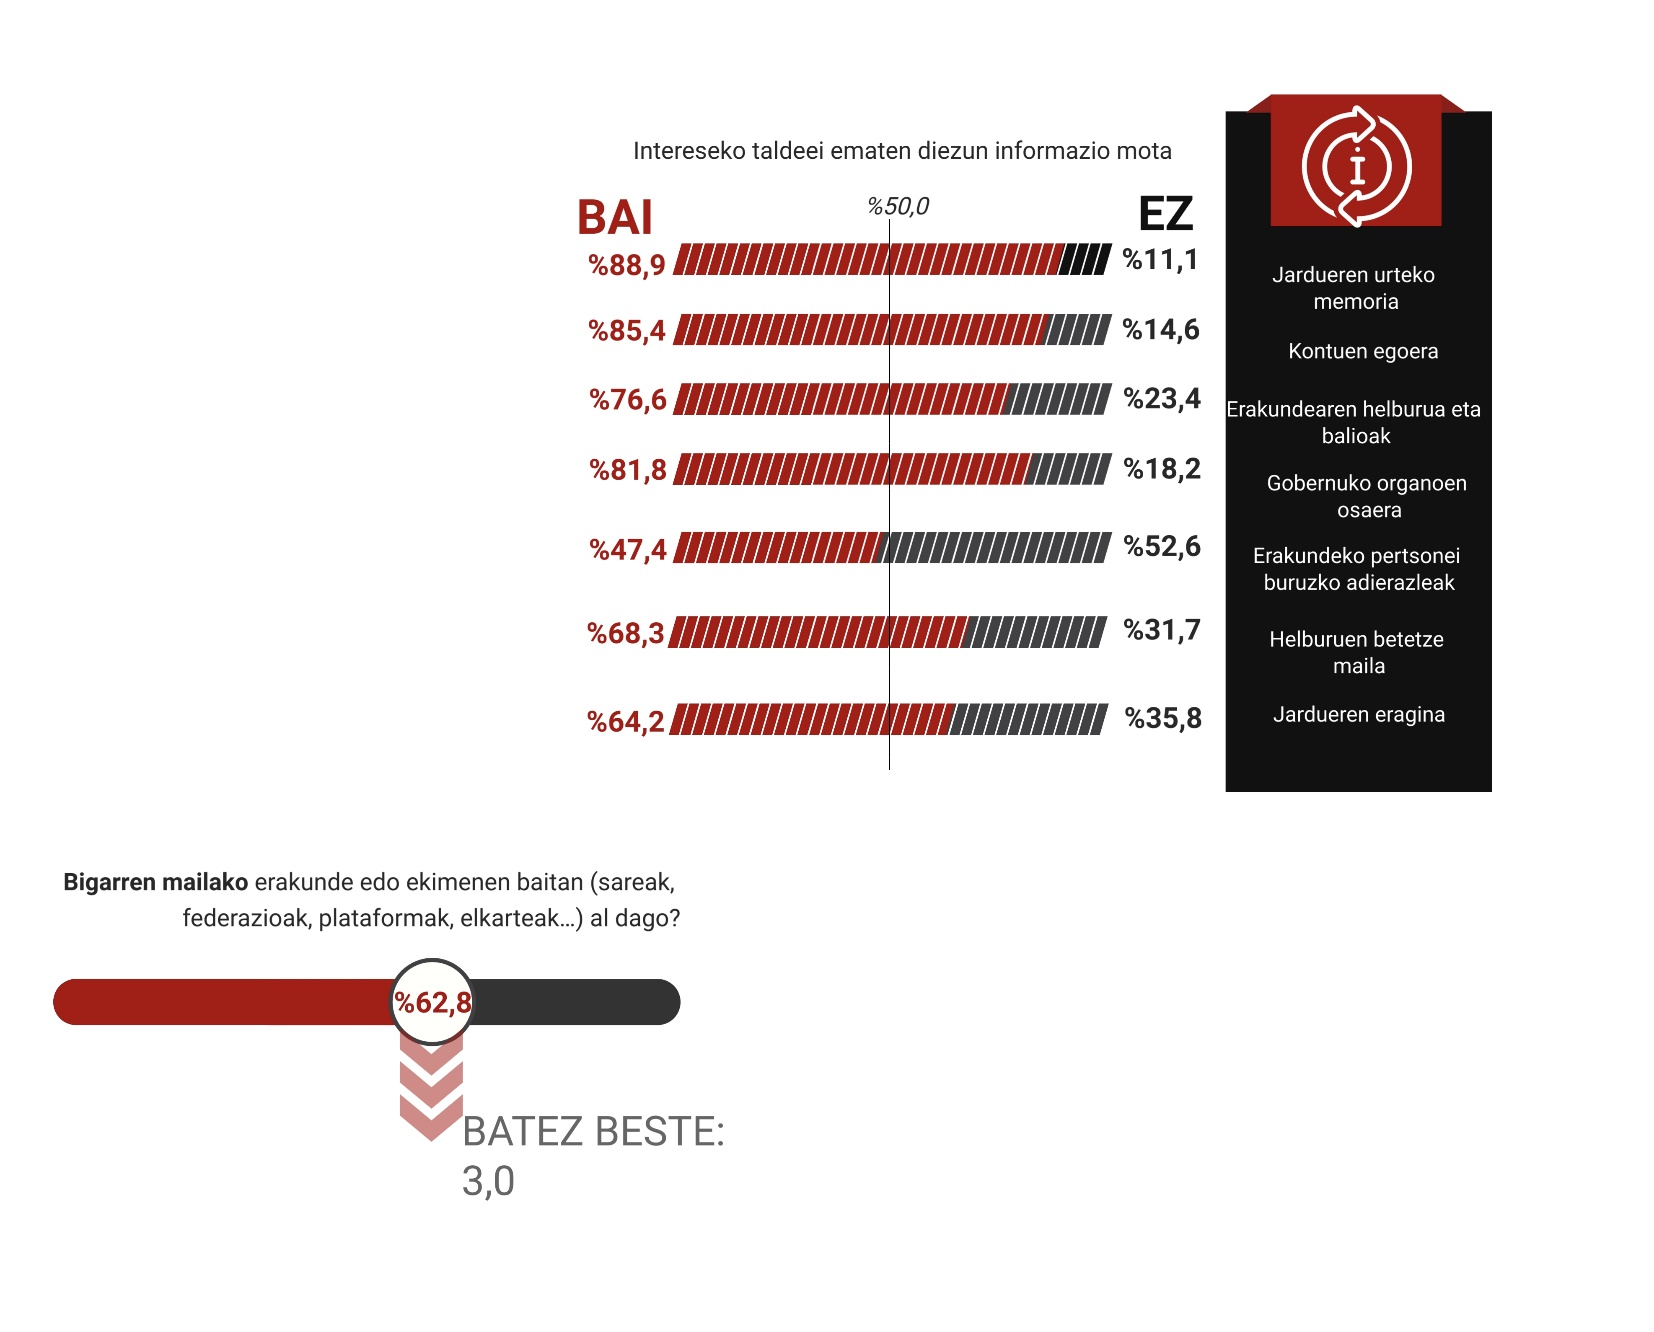 Intereseko taldeei ematen diezun informazio mota
BAI
%50,0
EZ
%88,9
%11,1
Jardueren urteko
memoria
%85,4
%14,6
Kontuen egoera
%76,6
%23,4
Erakundearen helburua eta
balioak
%81,8
%18,2
Gobernuko organoen
osaera
%47,4
%52,6
Erakundeko pertsonei
buruzko adierazleak
%68,3
%31,7
Helburuen betetze
maila
%64,2
%35,8
Jardueren eragina
Bigarren mailako erakunde edo ekimenen baitan (sareak,
federazioak, plataformak, elkarteak...) al dago?
%62,8
BATEZ BESTE:
3,0